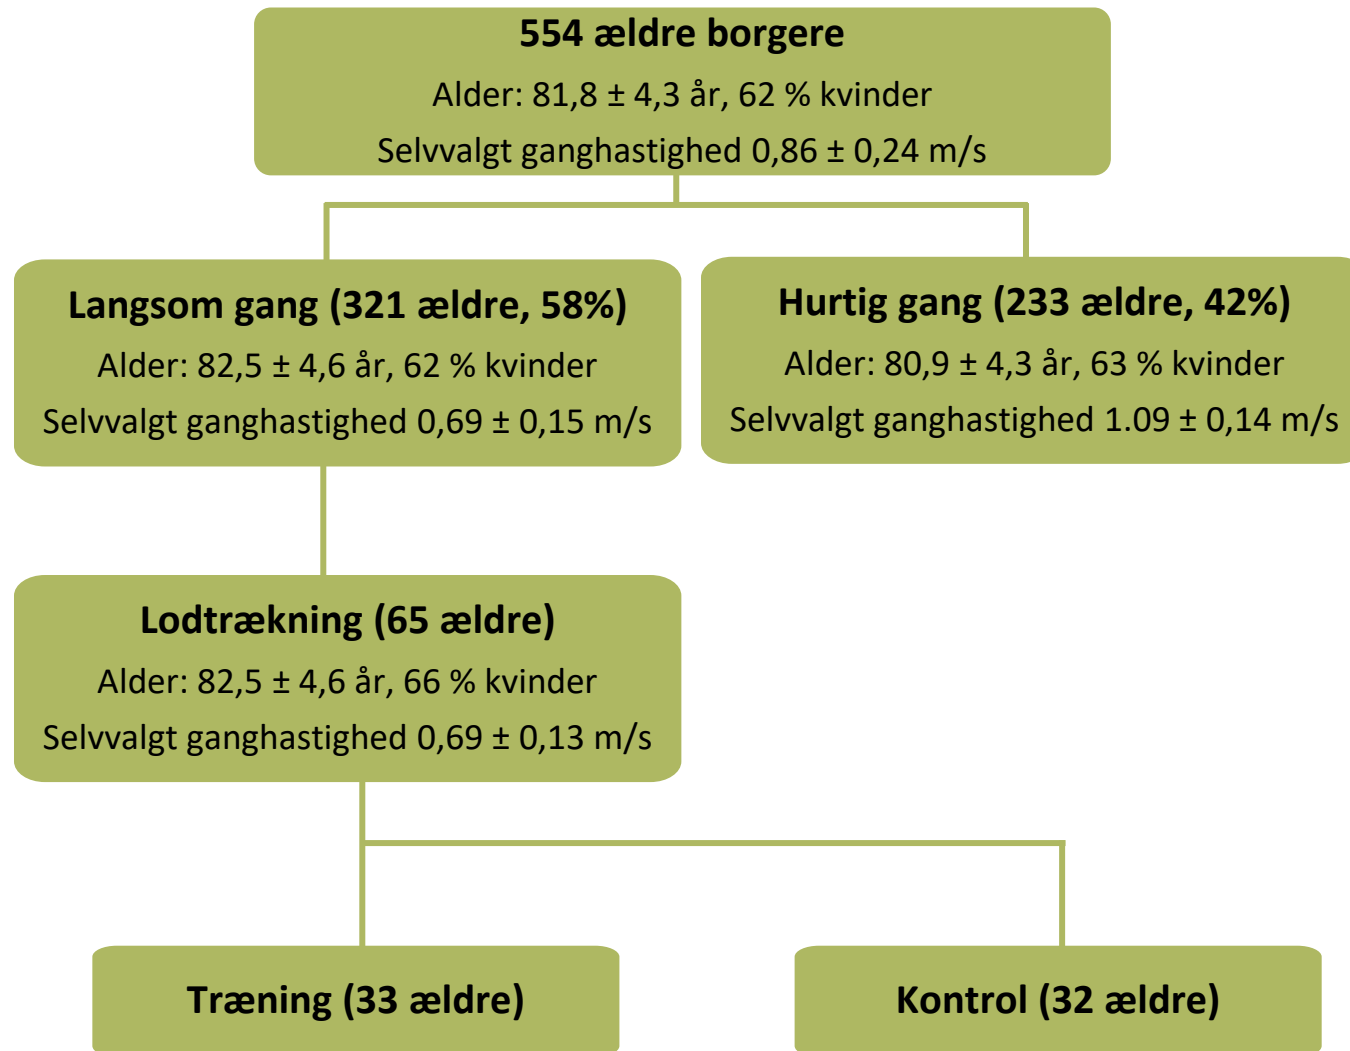 554 ældre borgere
Alder: 81,8 ± 4,3 år, 62 % kvinder
Selvvalgt ganghastighed 0,86 ± 0,24 m/s
Langsom gang (321 ældre, 58%)
Alder: 82,5 ± 4,6 år, 62 % kvinder
Selvvalgt ganghastighed 0,69 ± 0,15 m/s
Hurtig gang (233 ældre, 42%)
Alder: 80,9 ± 4,3 år, 63 % kvinder
Selvvalgt ganghastighed 1.09 ± 0,14 m/s
Lodtrækning (65 ældre)
Alder: 82,5 ± 4,6 år, 66 % kvinder
Selvvalgt ganghastighed 0,69 ± 0,13 m/s
Træning (33 ældre)
Kontrol (32 ældre)